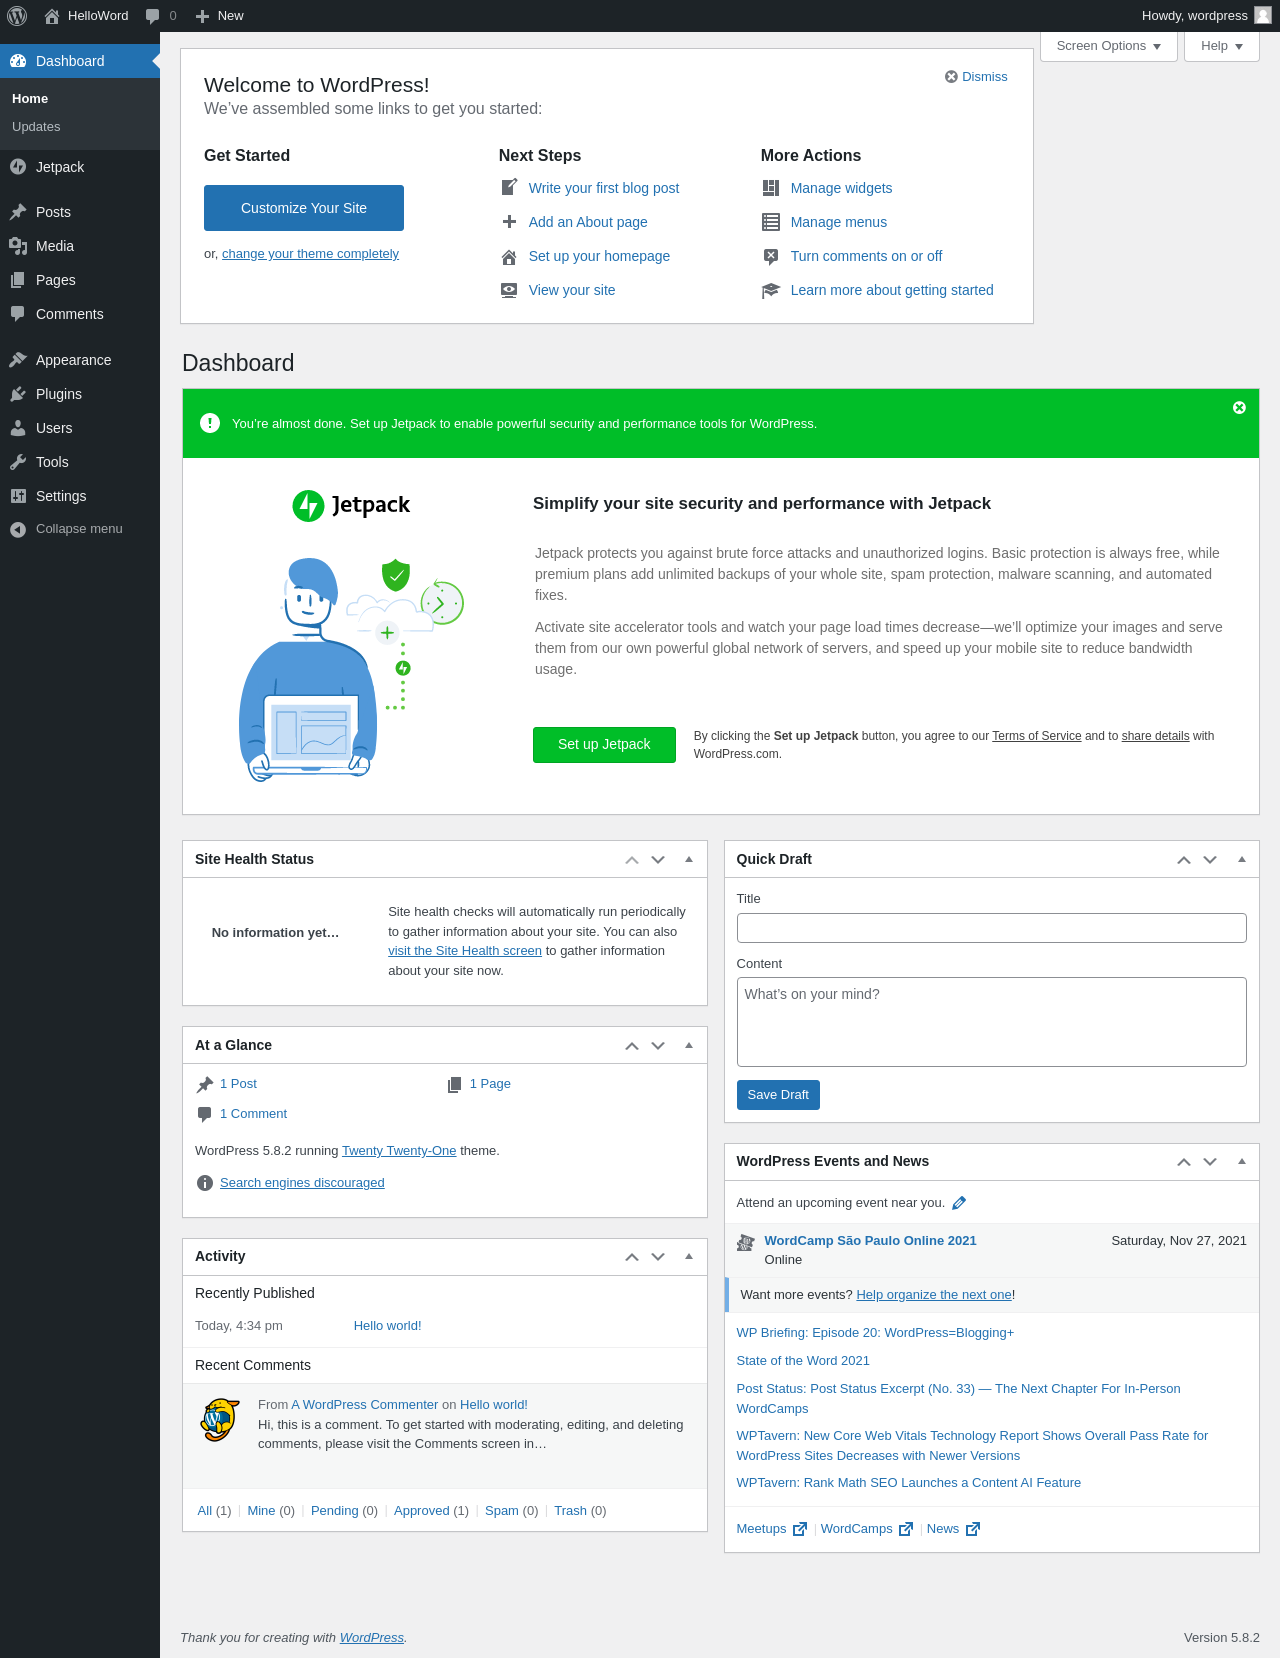 HelloWord
0
New
Howdy, wordpress
Dashboard
Home
Updates
Jetpack
Posts
Media
Pages
Comments
Appearance
Plugins
Users
Tools
Settings
Collapse menu
Screen Options
Help
Welcome to WordPress!
We’ve assembled some links to get you started:
Dismiss
Get Started
Customize Your Site
or, change your theme completely
Next Steps
Write your first blog post
Add an About page
Set up your homepage
View your site
More Actions
Manage widgets
Manage menus
Turn comments on or off
Learn more about getting started
Dashboard
You’re almost done. Set up Jetpack to enable powerful security and performance tools for WordPress.
Jetpack
Simplify your site security and performance with Jetpack
Jetpack protects you against brute force attacks and unauthorized logins. Basic protection is always free, while
premium plans add unlimited backups of your whole site, spam protection, malware scanning, and automated
fixes.
Activate site accelerator tools and watch your page load times decrease—we’ll optimize your images and serve
them from our own powerful global network of servers, and speed up your mobile site to reduce bandwidth
usage.
Set up Jetpack
By clicking the Set up Jetpack button, you agree to our Terms of Service and to share details with
WordPress.com.
Site Health Status
No information yet…
Site health checks will automatically run periodically
to gather information about your site. You can also
visit the Site Health screen to gather information
about your site now.
At a Glance
1 Post
1 Page
1 Comment
WordPress 5.8.2 running Twenty Twenty-One theme.
Search engines discouraged
Activity
Recently Published
Today, 4:34 pm
Hello world!
Recent Comments
From A WordPress Commenter on Hello world!
Hi, this is a comment. To get started with moderating, editing, and deleting
comments, please visit the Comments screen in…
All (1) | Mine (0) | Pending (0) | Approved (1) | Spam (0) | Trash (0)
Quick Draft
Title
Content
What’s on your mind?
Save Draft
WordPress Events and News
Attend an upcoming event near you.
WordCamp São Paulo Online 2021
Saturday, Nov 27, 2021
Online
Want more events? Help organize the next one!
WP Briefing: Episode 20: WordPress=Blogging+
State of the Word 2021
Post Status: Post Status Excerpt (No. 33) — The Next Chapter For In-Person
WordCamps
WPTavern: New Core Web Vitals Technology Report Shows Overall Pass Rate for
WordPress Sites Decreases with Newer Versions
WPTavern: Rank Math SEO Launches a Content AI Feature
Meetups | WordCamps | News
Thank you for creating with WordPress.
Version 5.8.2